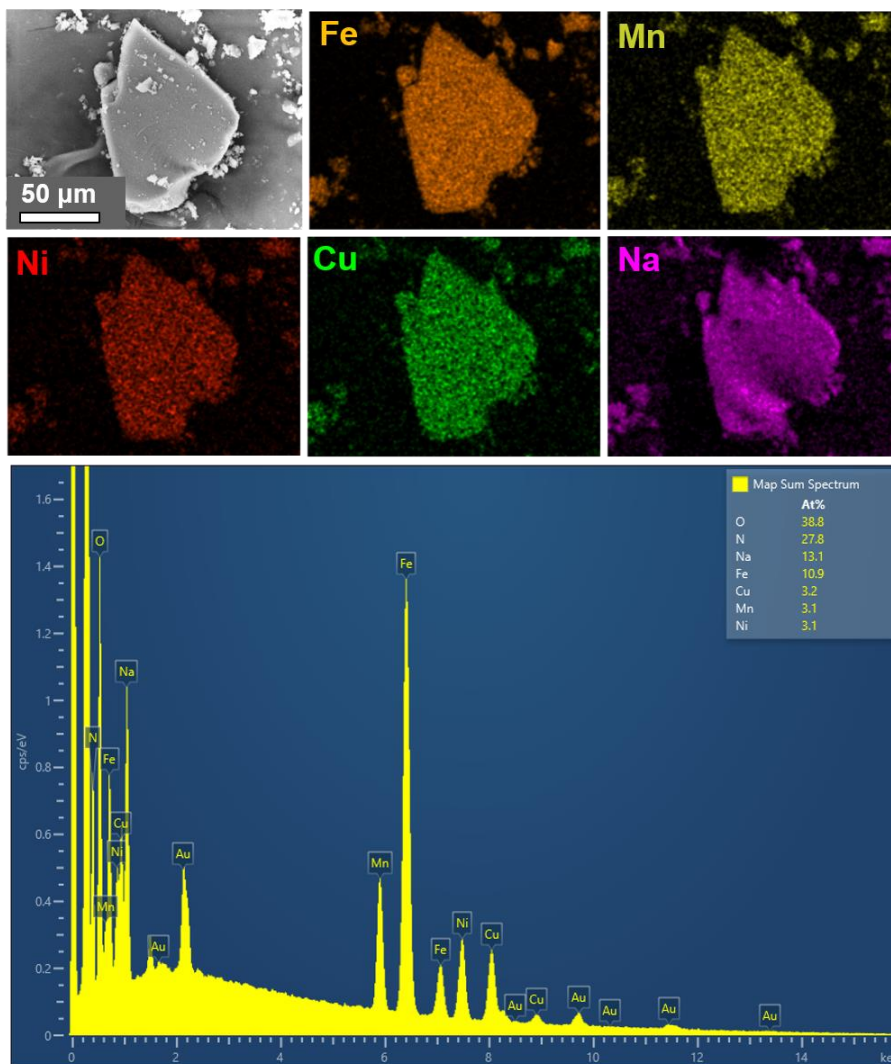 Fe
Mn
50 µm
Ni
Cu
Na
Map Sum Spectrum
At%
O 38.8
N 27.8
Na 13.1
Fe 10.9
Cu 3.2
Mn 3.1
Ni 3.1
1.6
1.4
1.2
1
0.8
0.6
0.4
0.2
0
cps/eV
O
N
Fe
Na
Cu
Ni
Mn
Au
Au
Mn
Fe
Fe
Ni
Cu
Au
Cu
Au
Au
Au
Au
0 2 4 6 8 10 12 14 ke